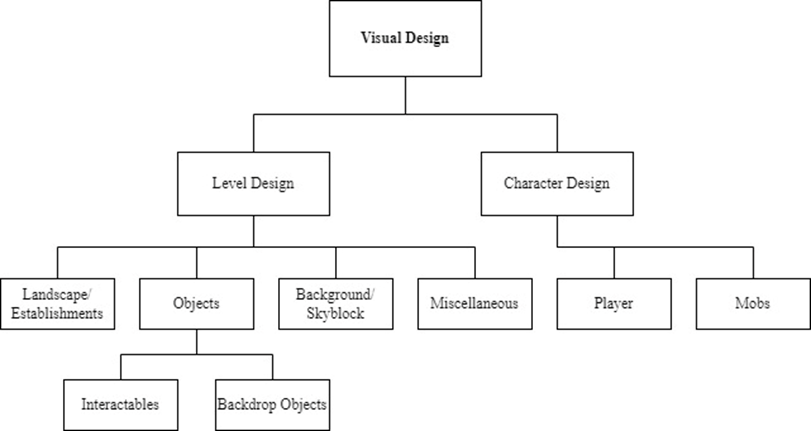 Visual Design
Level Design
Character Design
Landscape/
Establishments
Objects
Background/
Skyblock
Miscellaneous
Player
Mobs
Interactables
Backdrop Objects